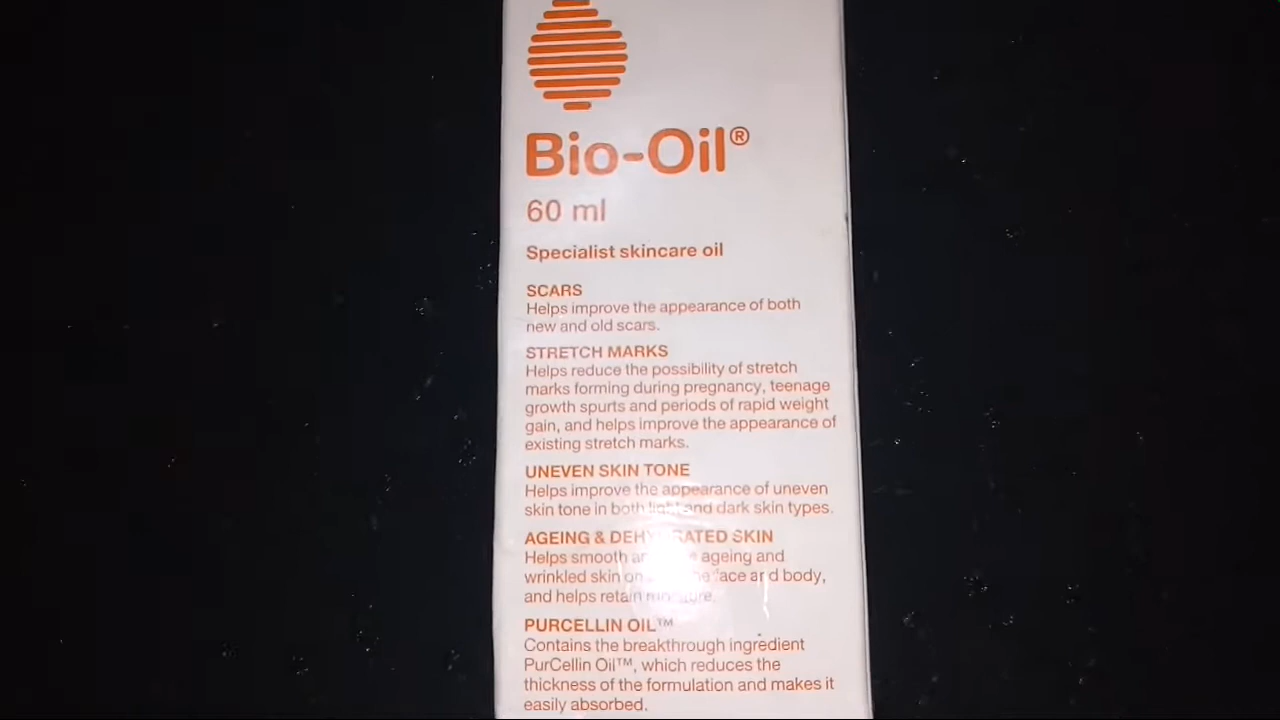 Bio-Oil®
60 ml
Specialist skincare oil
SCARS
Helps improve the appearance of both
new and old scars.
STRETCH MARKS
Helps reduce the possibility of stretch
marks forming during pregnancy, teenage
growth spurts and periods of rapid weight
gain, and helps improve the appearance of
existing stretch marks.
UNEVEN SKIN TONE
Helps improve the appearance of uneven
skin tone in both light and dark skin types.
AGEING & DEHYDRATED SKIN
Helps smooth ageing and
wrinkled skin on face and body,
and helps retain moisture.
PURCELLIN OIL™
Contains the breakthrough ingredient
PurCellin Oil™, which reduces the
thickness of the formulation and makes it
easily absorbed.